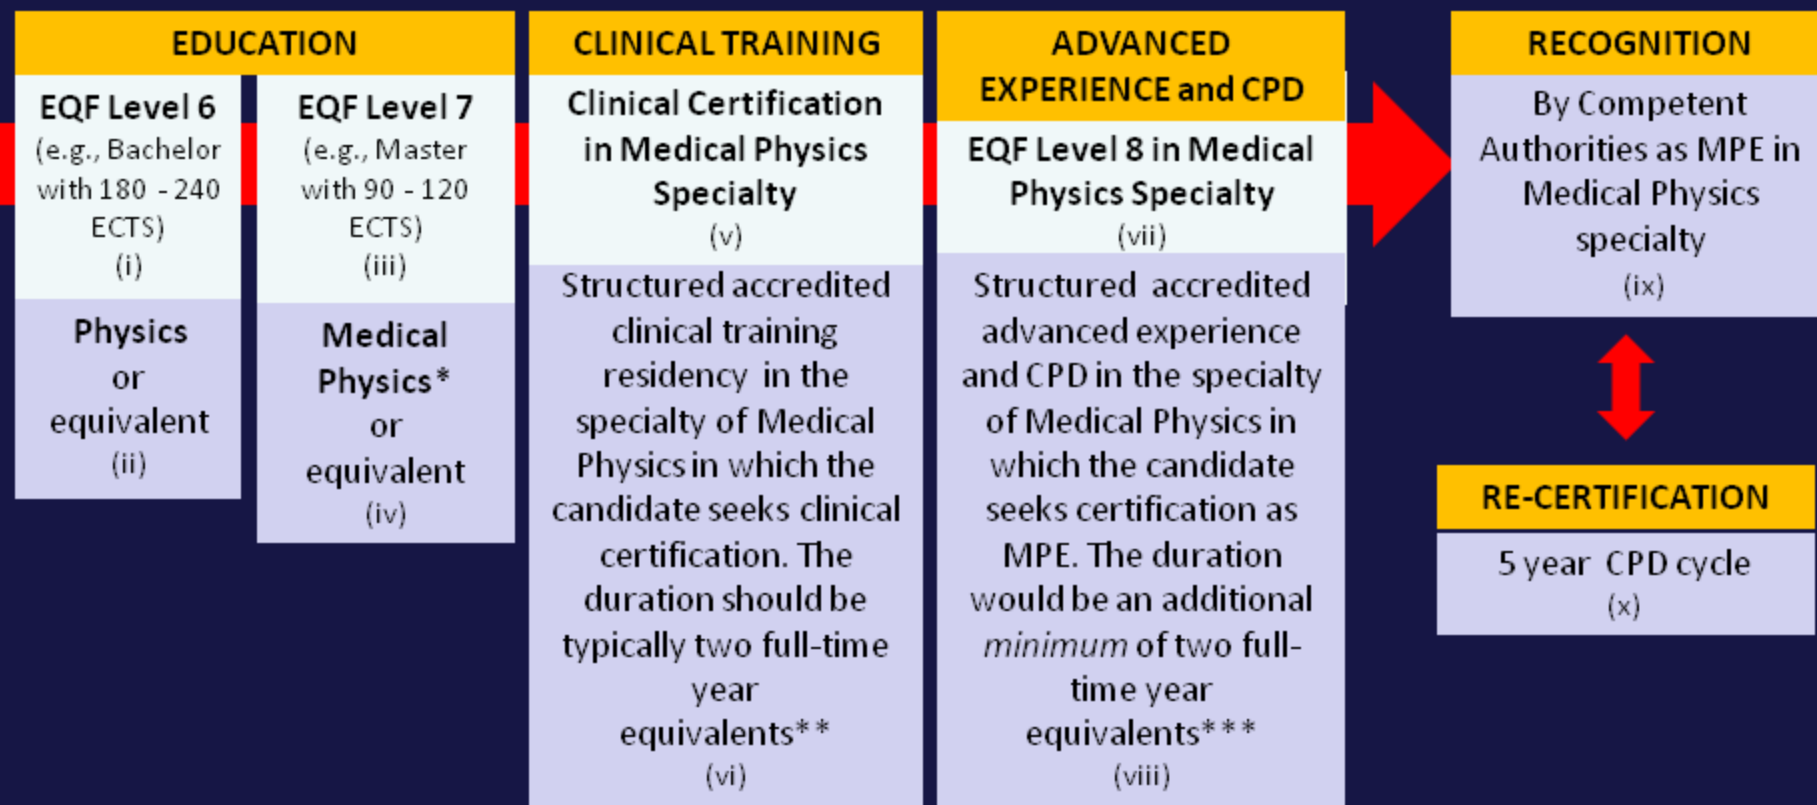 EDUCATION
EQF Level 6
(e.g., Bachelor
with 180 - 240
ECTS)
(i)
Physics
or
equivalent
(ii)
EQF Level 7
(e.g., Master
with 90 - 120
ECTS)
(iii)
Medical
Physics*
or
equivalent
(iv)
CLINICAL TRAINING
Clinical Certification
in Medical Physics
Specialty
(v)
Structured accredited
clinical training
residency in the
specialty of Medical
Physics in which the
candidate seeks clinical
certification. The
duration should be
typically two full-time
year
equivalents**
(vi)
ADVANCED
EXPERIENCE and CPD
EQF Level 8 in Medical
Physics Specialty
(vii)
Structured accredited
advanced experience
and CPD in the specialty
of Medical Physics in
which the candidate
seeks certification as
MPE. The duration
would be an additional
minimum of two full-
time year
equivalents***
(viii)
RECOGNITION
By Competent
Authorities as MPE in
Medical Physics
specialty
(ix)
RE-CERTIFICATION
5 year CPD cycle
(x)